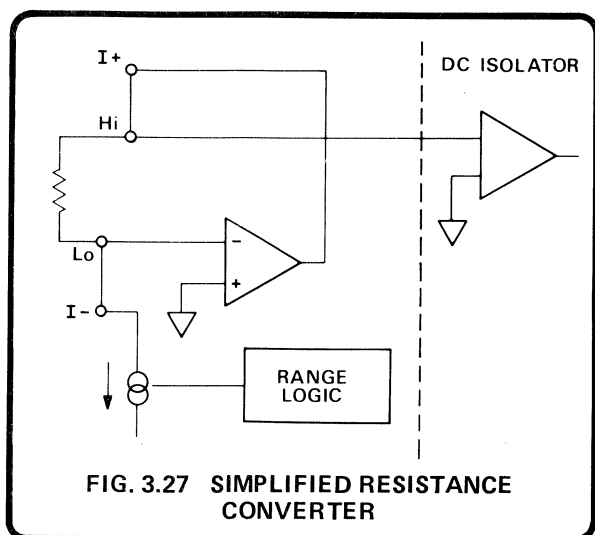 I+
DC ISOLATOR
Hi
Lo
-
+
I-
RANGE
LOGIC
FIG. 3.27 SIMPLIFIED RESISTANCE
CONVERTER